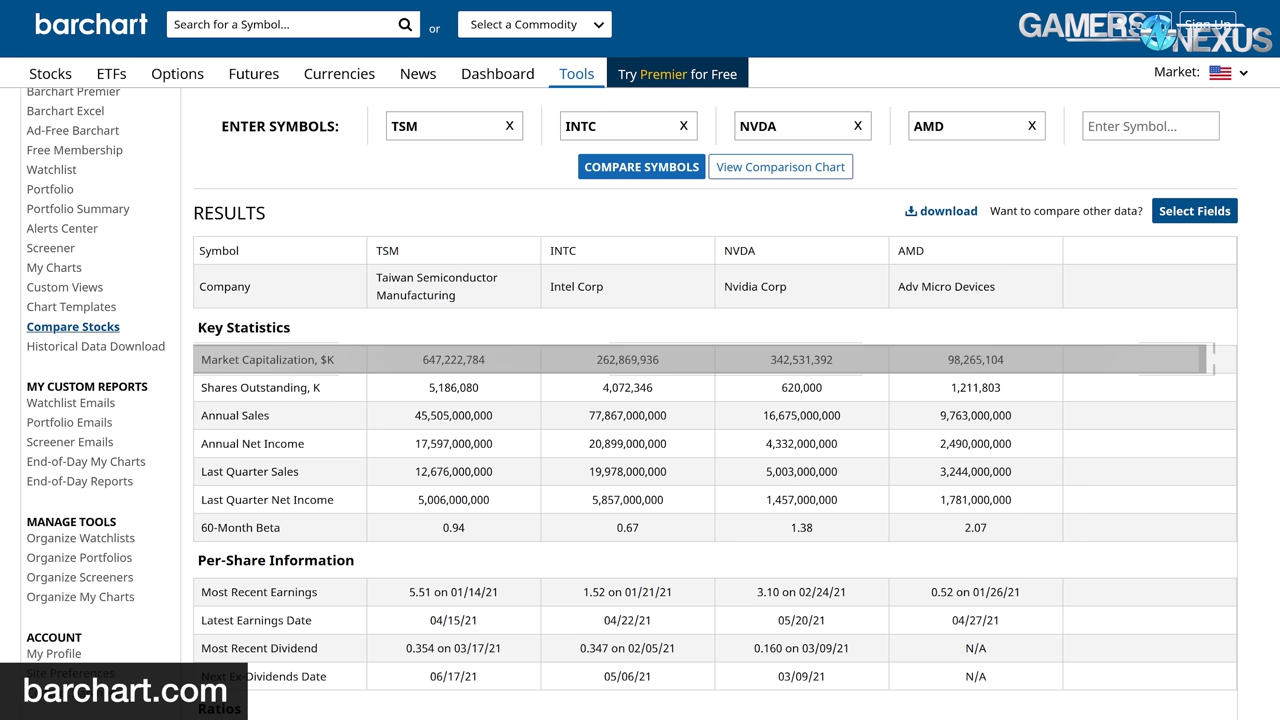 barchart
Search for a Symbol...
or
Select a Commodity
GAMERS NEXUS
Sign Up
Stocks ETFs Options Futures Currencies News Dashboard Tools Try Premier for Free
Market:
Barchart Premier
Barchart Excel
Ad-Free Barchart
Free Membership
Watchlist
Portfolio
Portfolio Summary
Alerts Center
Screener
My Charts
Custom Views
Chart Templates
Compare Stocks
Historical Data Download
MY CUSTOM REPORTS
Watchlist Emails
Portfolio Emails
Screener Emails
End-of-Day My Charts
End-of-Day Reports
MANAGE TOOLS
Organize Watchlists
Organize Portfolios
Organize Screeners
Organize My Charts
ACCOUNT
My Profile
Site Preferences
barchart.com
ENTER SYMBOLS: TSM X INTC X NVDA X AMD X Enter Symbol...
COMPARE SYMBOLS View Comparison Chart
RESULTS
download Want to compare other data? Select Fields
Symbol TSM INTC NVDA AMD
Company Taiwan Semiconductor Manufacturing Intel Corp Nvidia Corp Adv Micro Devices
Key Statistics
Market Capitalization, $K 647,222,784 262,869,936 342,531,392 98,265,104
Shares Outstanding, K 5,186,080 4,072,346 620,000 1,211,803
Annual Sales 45,505,000,000 77,867,000,000 16,675,000,000 9,763,000,000
Annual Net Income 17,597,000,000 20,899,000,000 4,332,000,000 2,490,000,000
Last Quarter Sales 12,676,000,000 19,978,000,000 5,003,000,000 3,244,000,000
Last Quarter Net Income 5,006,000,000 5,857,000,000 1,457,000,000 1,781,000,000
60-Month Beta 0.94 0.67 1.38 2.07
Per-Share Information
Most Recent Earnings 5.51 on 01/14/21 1.52 on 01/21/21 3.10 on 02/24/21 0.52 on 01/26/21
Latest Earnings Date 04/15/21 04/22/21 05/20/21 04/27/21
Most Recent Dividend 0.354 on 03/17/21 0.347 on 02/05/21 0.160 on 03/09/21 N/A
Next Ex-Dividends Date 06/17/21 05/06/21 03/09/21 N/A
Ratios